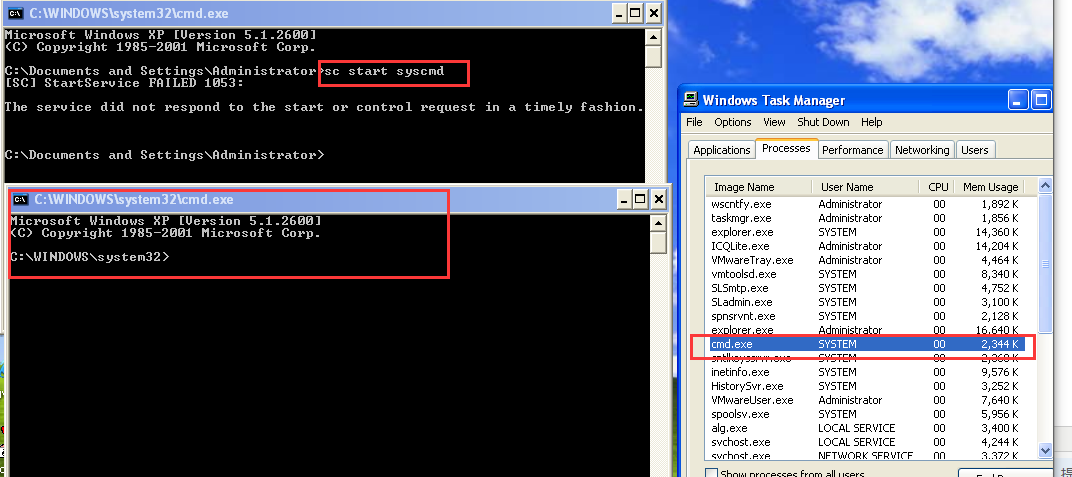 C:\WINDOWS\system32\cmd.exe
Microsoft Windows XP [Version 5.1.2600]
(C) Copyright 1985-2001 Microsoft Corp.
C:\Documents and Settings\Administrator>sc start syscmd
[SC] StartService FAILED 1053:
The service did not respond to the start or control request in a timely fashion.
C:\Documents and Settings\Administrator>
C:\WINDOWS\system32\cmd.exe
Microsoft Windows XP [Version 5.1.2600]
(C) Copyright 1985-2001 Microsoft Corp.
C:\WINDOWS\system32>
Windows Task Manager
File Options View Shut Down Help
Applications Processes Performance Networking Users
Image Name User Name CPU Mem Usage
wscntfy.exe Administrator 00 1,892 K
taskmgr.exe Administrator 00 1,856 K
explorer.exe SYSTEM 00 14,360 K
ICQLite.exe Administrator 00 14,204 K
VMwareTray.exe Administrator 00 4,464 K
vmtoolsd.exe SYSTEM 00 8,340 K
SLSmtp.exe SYSTEM 00 4,752 K
SLadmin.exe SYSTEM 00 3,100 K
spnsrvnt.exe SYSTEM 00 2,128 K
explorer.exe Administrator 00 16,640 K
cmd.exe SYSTEM 00 2,344 K
SYSTEM 00
inetinfo.exe SYSTEM 00 9,576 K
HistorySvr.exe SYSTEM 00 3,252 K
VMwareUser.exe Administrator 00 7,640 K
spoolsv.exe SYSTEM 00 5,956 K
alg.exe LOCAL SERVICE 00 3,400 K
svchost.exe LOCAL SERVICE 00 4,244 K
svchost.exe NETWORK SERVICE 00 3,372 K
Show processes from all users